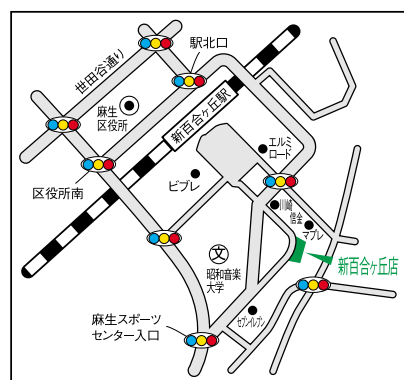 駅北口
世田谷通り
麻生
区役所
新百合ヶ丘駅
エルミ
ロード
区役所南
ビブレ
川崎
信金
マプレ
文
昭和音楽
大学
新百合ヶ丘店
セブンイレブン
麻生スポーツ
センター入口